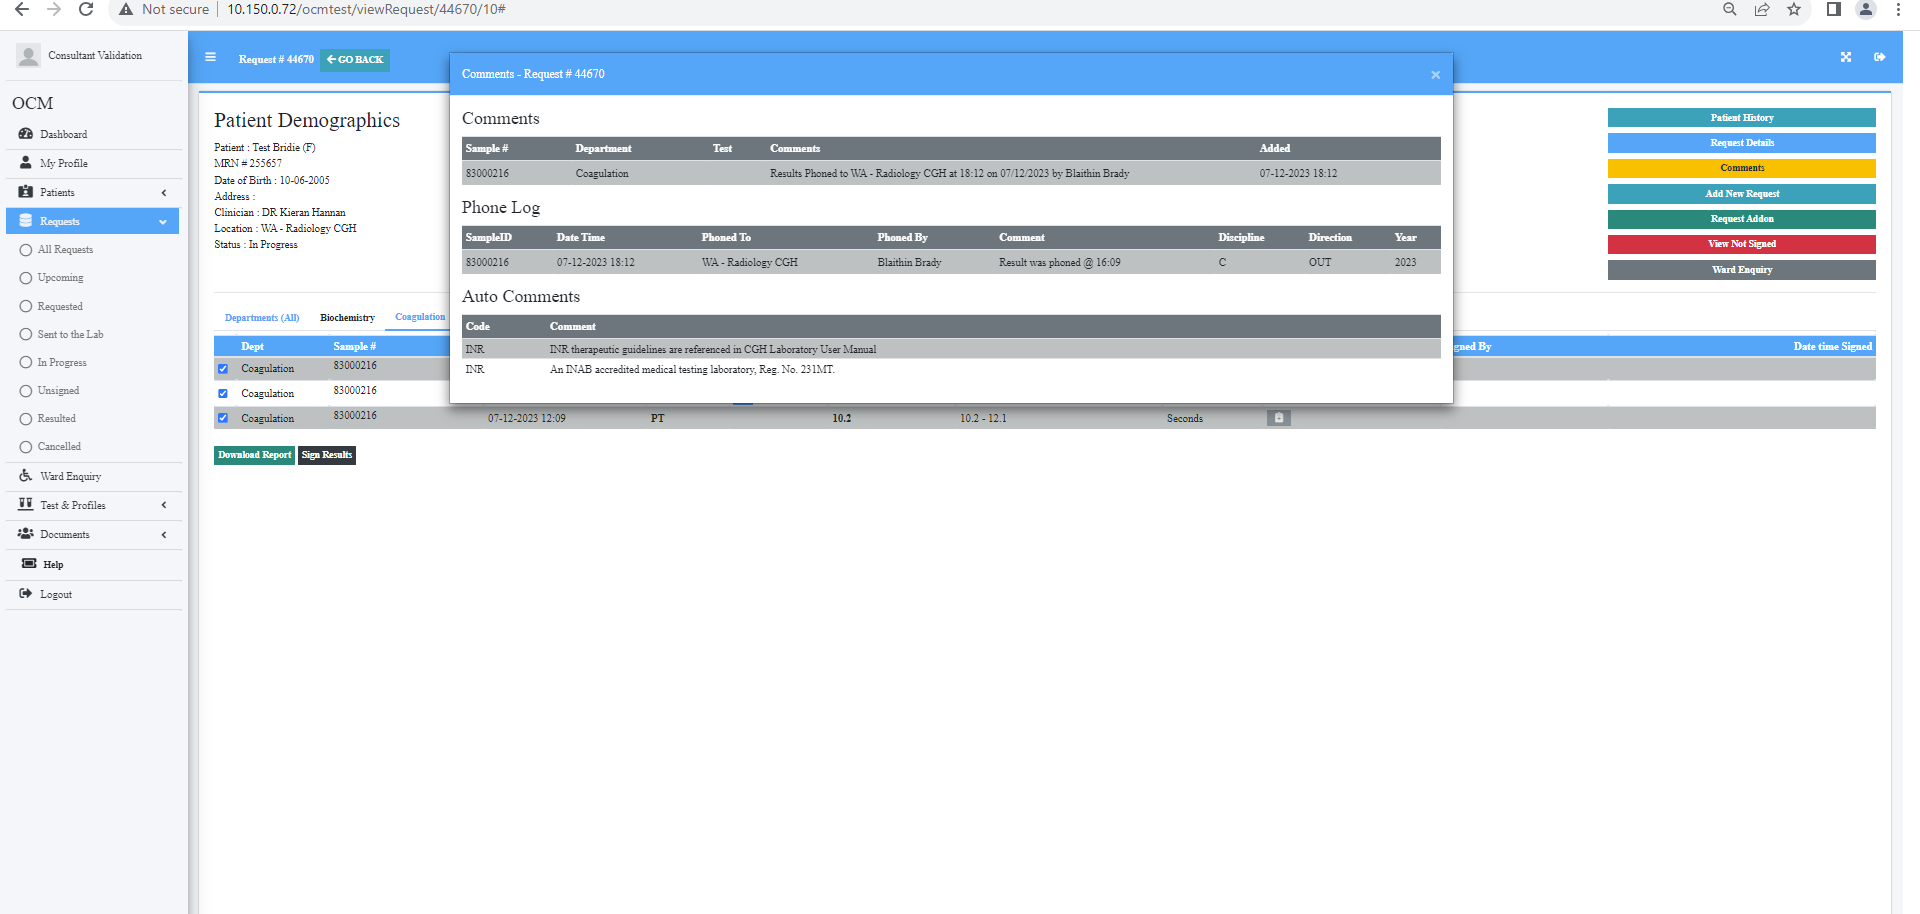 Not secure | 10.150.0.72/ocmtest/viewRequest/44670/10#
Consultant Validation
OCM
Dashboard
My Profile
Patients
Requests
All Requests
Upcoming
Requested
Sent to the Lab
In Progress
Unsigned
Resulted
Cancelled
Ward Enquiry
Test & Profiles
Documents
Help
Logout
Request # 44670 GO BACK
Patient Demographics
Patient : Test Bridie (F)
MRN # 255657
Date of Birth : 10-06-2005
Address :
Clinician : DR Kieran Hannan
Location : WA - Radiology CGH
Status : In Progress
Comments - Request # 44670 ×
Comments
Sample # Department Test Comments Added
83000216 Coagulation Results Phoned to WA - Radiology CGH at 18:12 on 07/12/2023 by Blaithin Brady 07-12-2023 18:12
Phone Log
SampleID Date Time Phoned To Phoned By Comment Discipline Direction Year
83000216 07-12-2023 18:12 WA - Radiology CGH Blaithin Brady Result was phoned @ 16:09 C OUT 2023
Auto Comments
Code Comment
INR INR therapeutic guidelines are referenced in CGH Laboratory User Manual
INR An INAB accredited medical testing laboratory, Reg. No. 231MT.
Patient History
Request Details
Comments
Add New Request
Request Addon
View Not Signed
Ward Enquiry
Departments (All) Biochemistry Coagulation
Dept Sample # gned By Date time Signed
Coagulation 83000216
Coagulation 83000216
Coagulation 83000216 07-12-2023 12:09 PT 10.2 10.2 - 12.1 Seconds
Download Report Sign Results